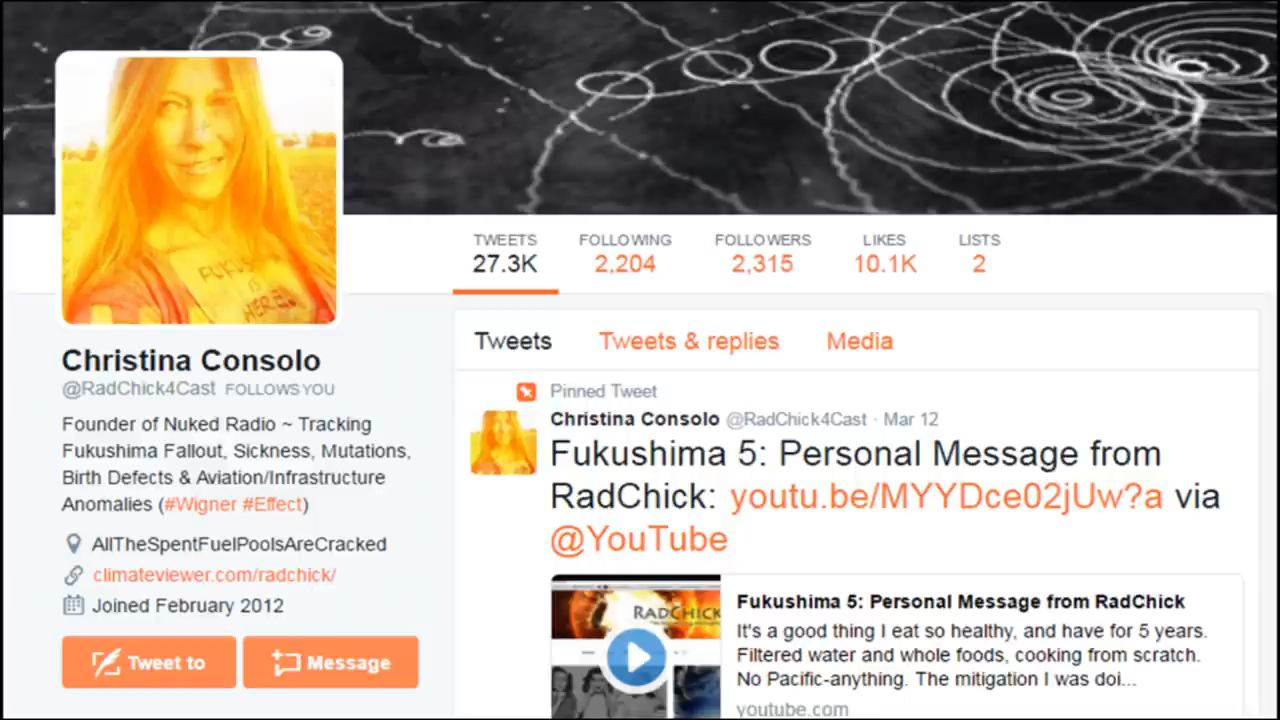 TWEETS FOLLOWING FOLLOWERS LIKES LISTS
27.3K 2,204 2,315 10.1K 2
FUKUS
IS
HERE!
Christina Consolo
@RadChick4Cast FOLLOWS YOU
Founder of Nuked Radio ~ Tracking
Fukushima Fallout, Sickness, Mutations,
Birth Defects & Aviation/Infrastructure
Anomalies (#Wigner #Effect)
AllTheSpentFuelPoolsAreCracked
climateviewer.com/radchick/
Joined February 2012
Tweet to Message
Tweets Tweets & replies Media
Pinned Tweet
Christina Consolo @RadChick4Cast · Mar 12
Fukushima 5: Personal Message from
RadChick: youtu.be/MYYDce02jUw?a via
@YouTube
RADCHICK
Fukushima 5: Personal Message from RadChick
It's a good thing I eat so healthy, and have for 5 years.
Filtered water and whole foods, cooking from scratch.
No Pacific-anything. The mitigation I was doi...
youtube.com